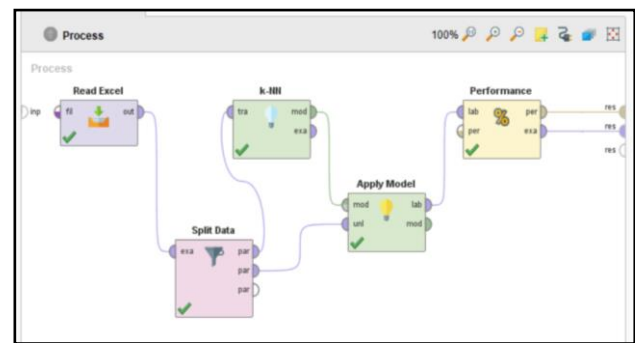 Process
100%
Process
Read Excel
inp
fil
out
k-NN
tra
mod
exa
Performance
lab
per
per
exa
res
res
res
Apply Model
mod
lab
unl
mod
Split Data
exa
par
par
par